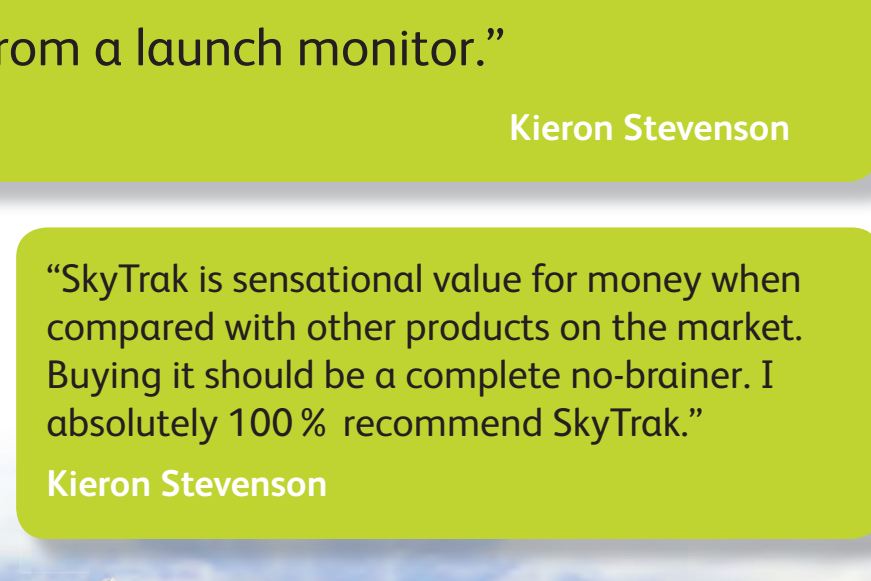 from a launch monitor.”
Kieron Stevenson
“SkyTrak is sensational value for money when
compared with other products on the market.
Buying it should be a complete no-brainer. I
absolutely 100 % recommend SkyTrak.”
Kieron Stevenson